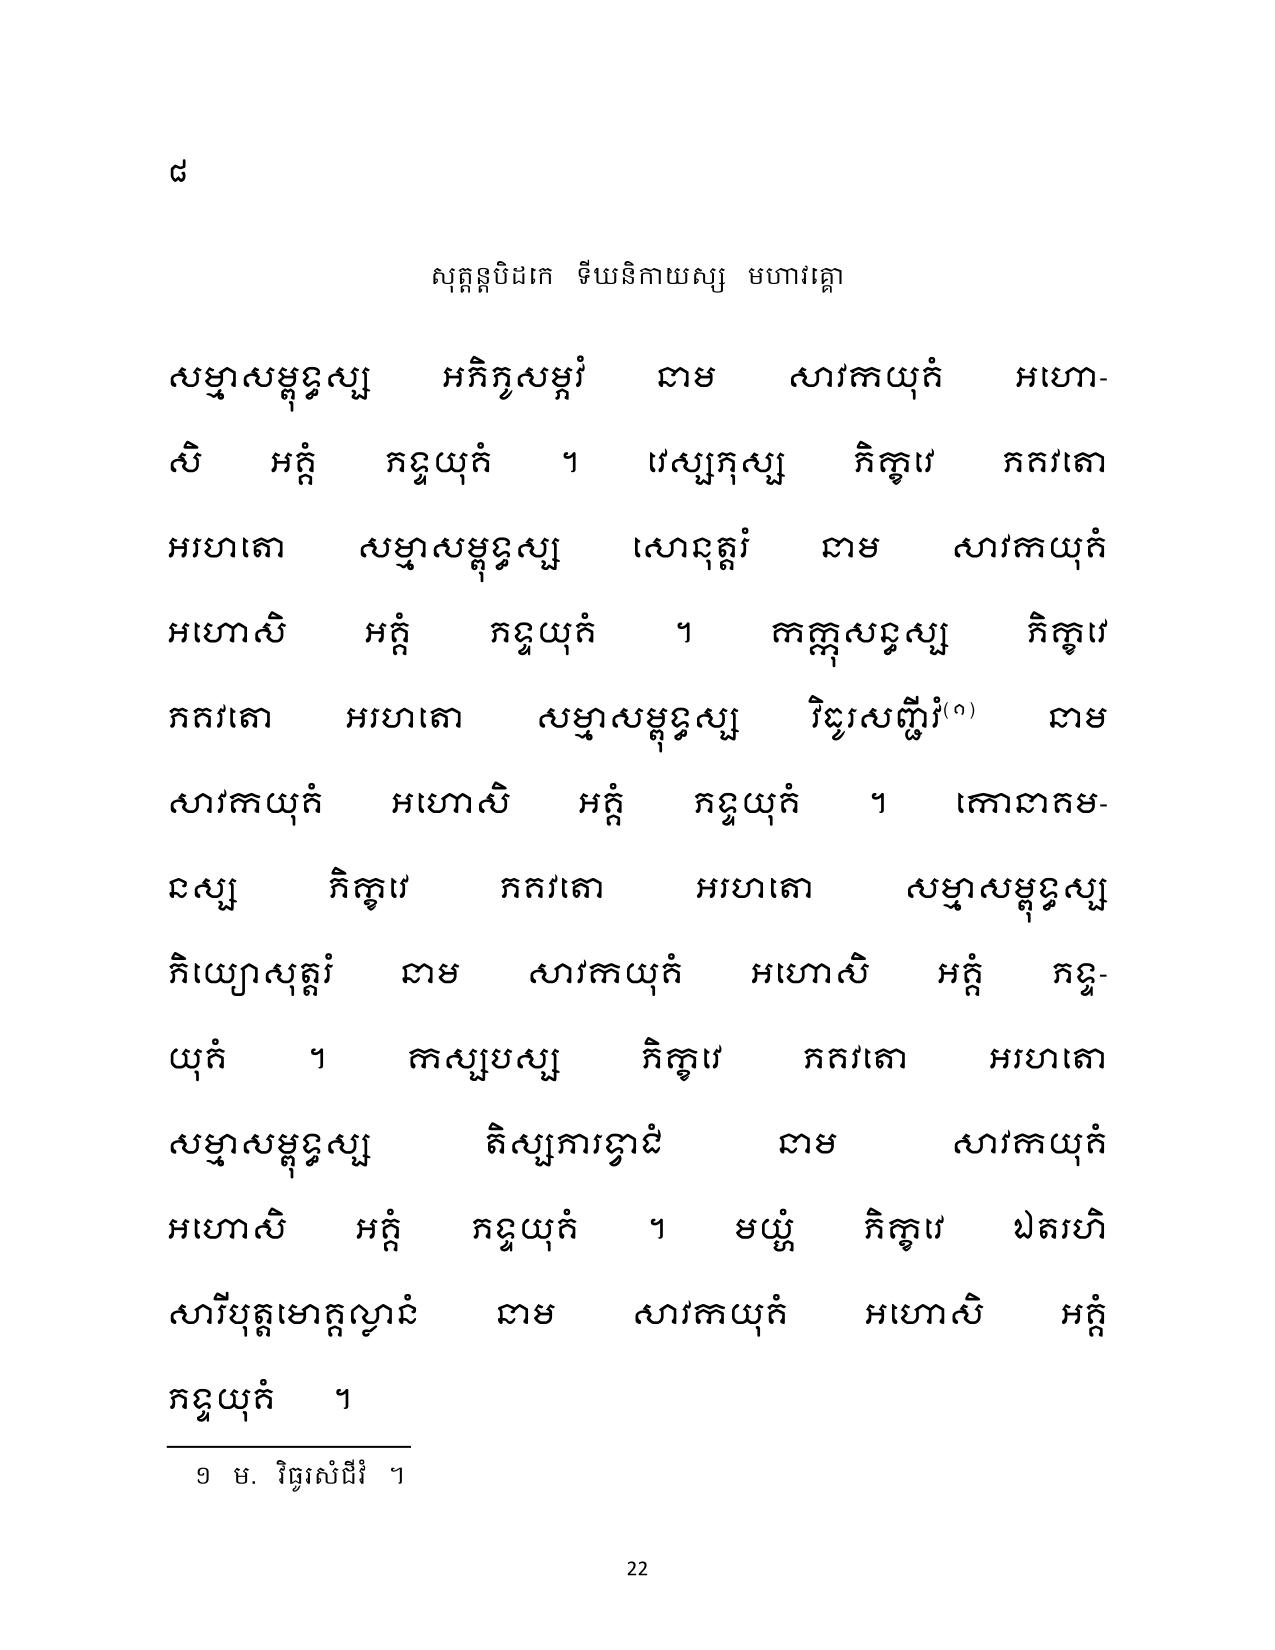 ៨
សុត្តន្តបិដកេ ទីឃនិកាយស្ស មហាវគ្គោ
សម្មាសម្ពុទ្ធស្ស អភិភូសម្ភវំ នាម សាវកយុគំ អហោ-
សិ អគ្គំ ភទ្ទយុគំ ។ វេស្សភុស្ស ភិក្ខវេ ភគវតោ
អរហតោ សម្មាសម្ពុទ្ធស្ស សោនុត្តរំ នាម សាវកយុគំ
អហោសិ អគ្គំ ភទ្ទយុគំ ។ កក្កុសន្ធស្ស ភិក្ខវេ
ភគវតោ អរហតោ សម្មាសម្ពុទ្ធស្ស វិធូរសញ្ជីវំ(១) នាម
សាវកយុគំ អហោសិ អគ្គំ ភទ្ទយុគំ ។ កោនាគម-
នស្ស ភិក្ខវេ ភគវតោ អរហតោ សម្មាសម្ពុទ្ធស្ស
ភិយ្យោសុត្តរំ នាម សាវកយុគំ អហោសិ អគ្គំ ភទ្ទ-
យុគំ ។ កស្សបស្ស ភិក្ខវេ ភគវតោ អរហតោ
សម្មាសម្ពុទ្ធស្ស តិស្សភារទ្វាជំ នាម សាវកយុគំ
អហោសិ អគ្គំ ភទ្ទយុគំ ។ មយ្ហំ ភិក្ខវេ ឯតរហិ
សារីបុត្តមោគ្គល្លានំ នាម សាវកយុគំ អហោសិ អគ្គំ
ភទ្ទយុគំ ។
១ ម. វិធូរសំជីវំ ។
22